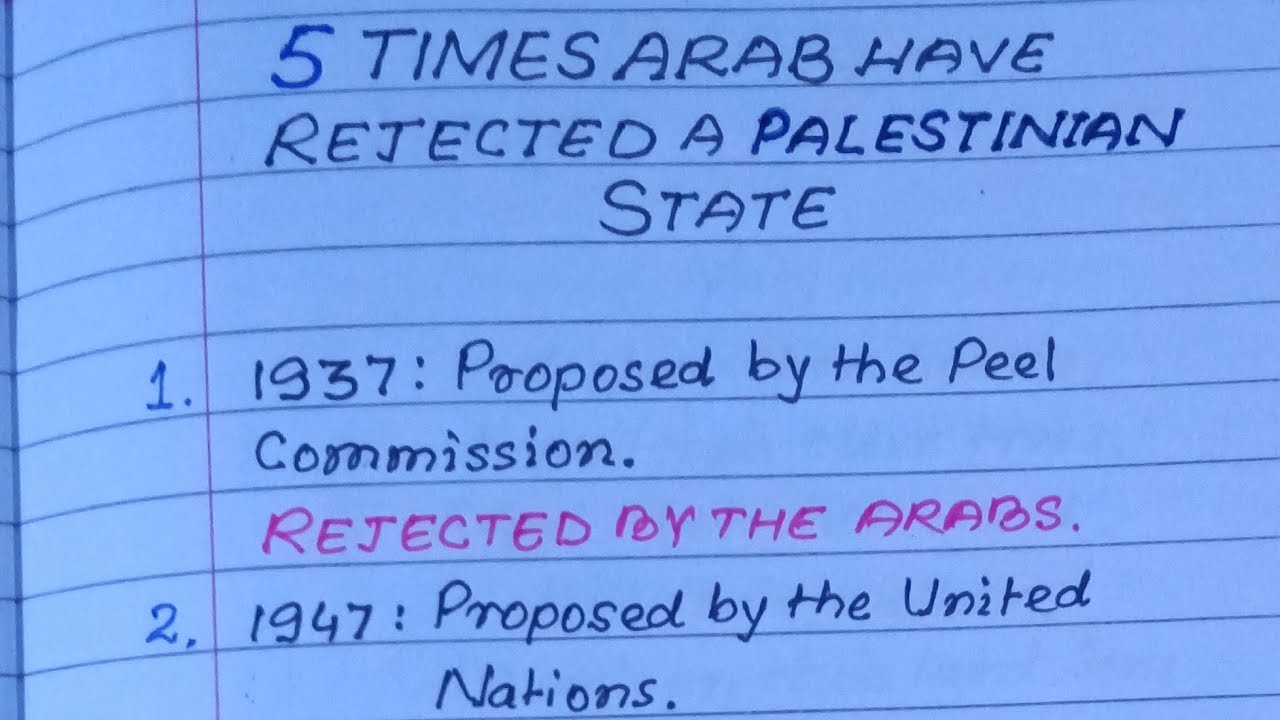 5 TIMES ARAB HAVE
REJECTED A PALESTINIAN
STATE
1. 1937: Proposed by the Peel
Commission.
REJECTED BY THE ARABS.
2. 1947: Proposed by the United
Nations.